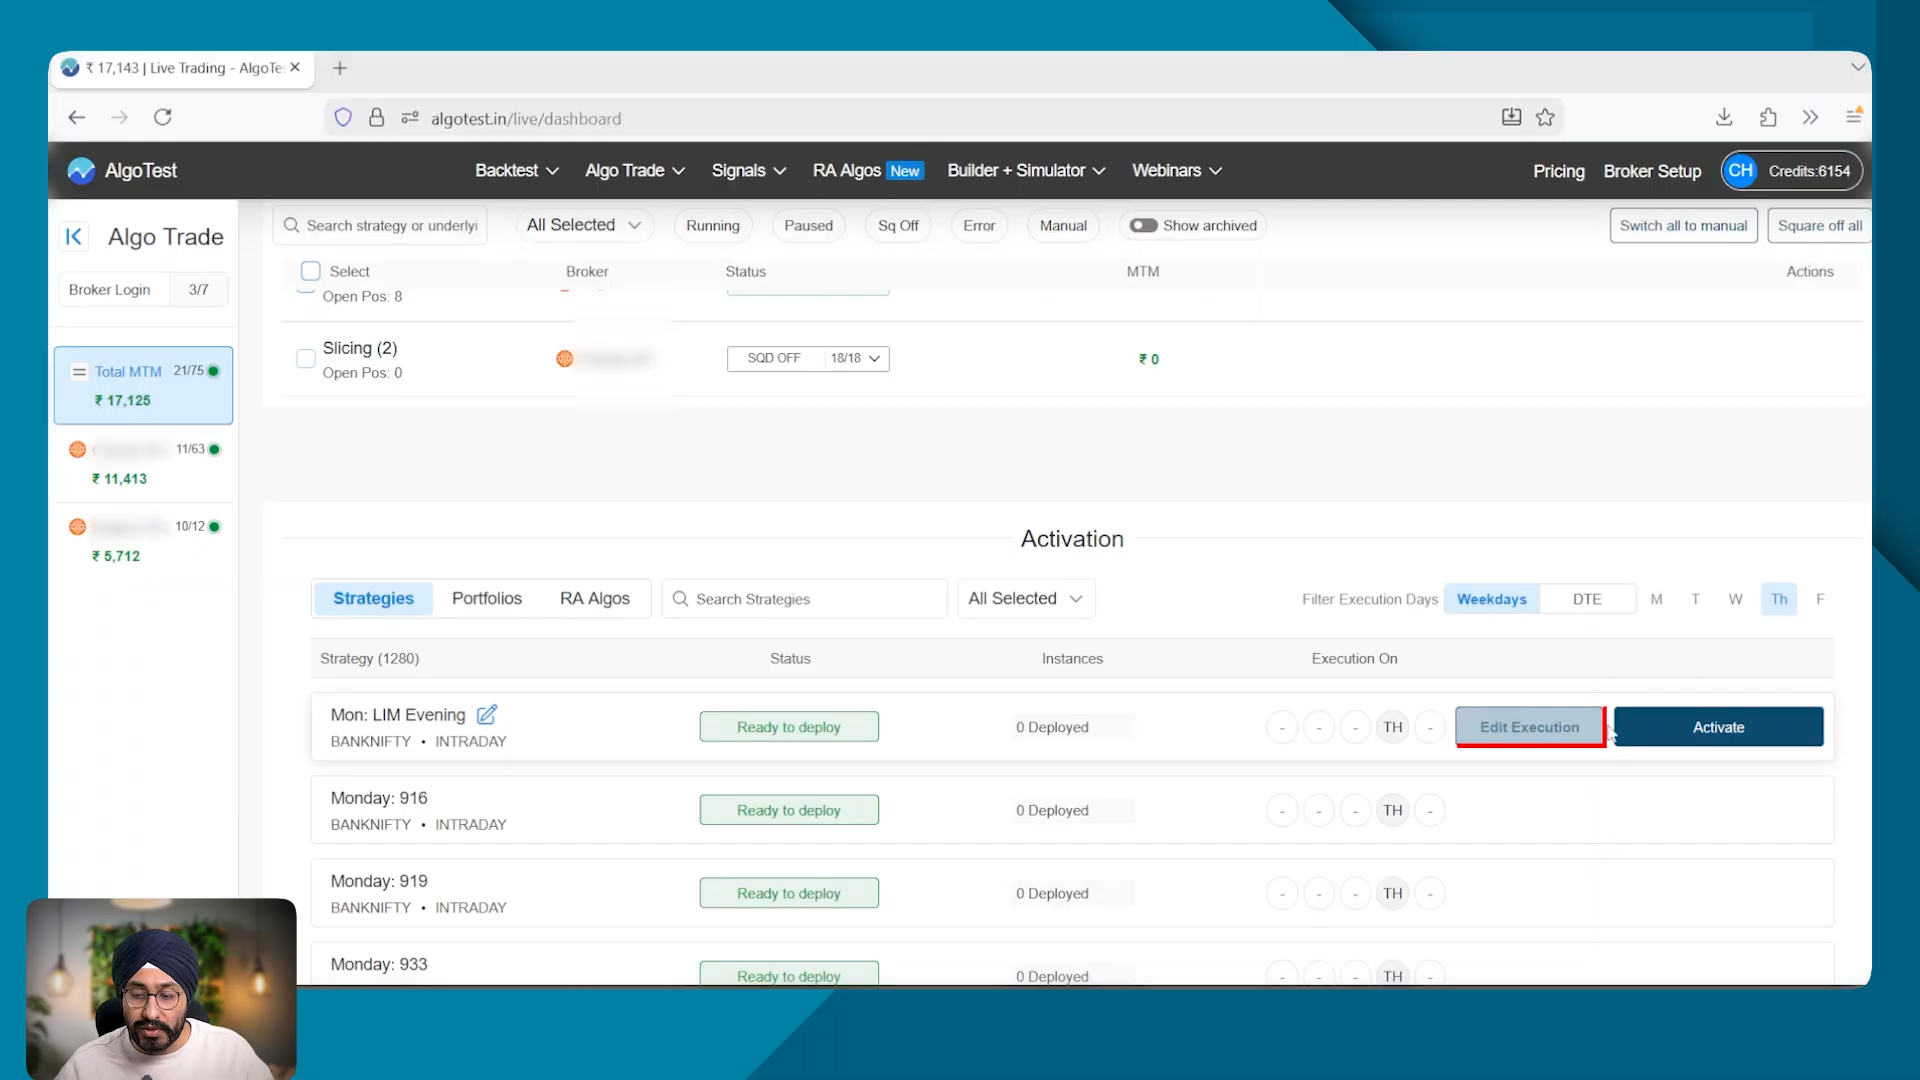 ₹ 17,143 | Live Trading - AlgoTe
algotest.in/live/dashboard
AlgoTest
Backtest
Algo Trade
Signals
RA Algos New
Builder + Simulator
Webinars
Pricing
Broker Setup
CH Credits:6154
Algo Trade
Broker Login 3/7
Total MTM 21/75
₹ 17,125
11/63
₹ 11,413
10/12
₹ 5,712
Search strategy or underlyi
All Selected
Running
Paused
Sq Off
Error
Manual
Show archived
Switch all to manual
Square off all
Select Broker Status MTM Actions
Open Pos: 8
Slicing (2)
Open Pos: 0
SQD OFF 18/18
₹ 0
Activation
Strategies Portfolios RA Algos
Search Strategies
All Selected
Filter Execution Days Weekdays DTE M T W Th F
Strategy (1280) Status Instances Execution On
Mon: LIM Evening
BANKNIFTY • INTRADAY
Ready to deploy
0 Deployed
- - - TH -
Edit Execution
Activate
Monday: 916
BANKNIFTY • INTRADAY
Ready to deploy
0 Deployed
- - - TH -
Monday: 919
BANKNIFTY • INTRADAY
Ready to deploy
0 Deployed
- - - TH -
Monday: 933
Ready to deploy
0 Deployed
- - - TH -